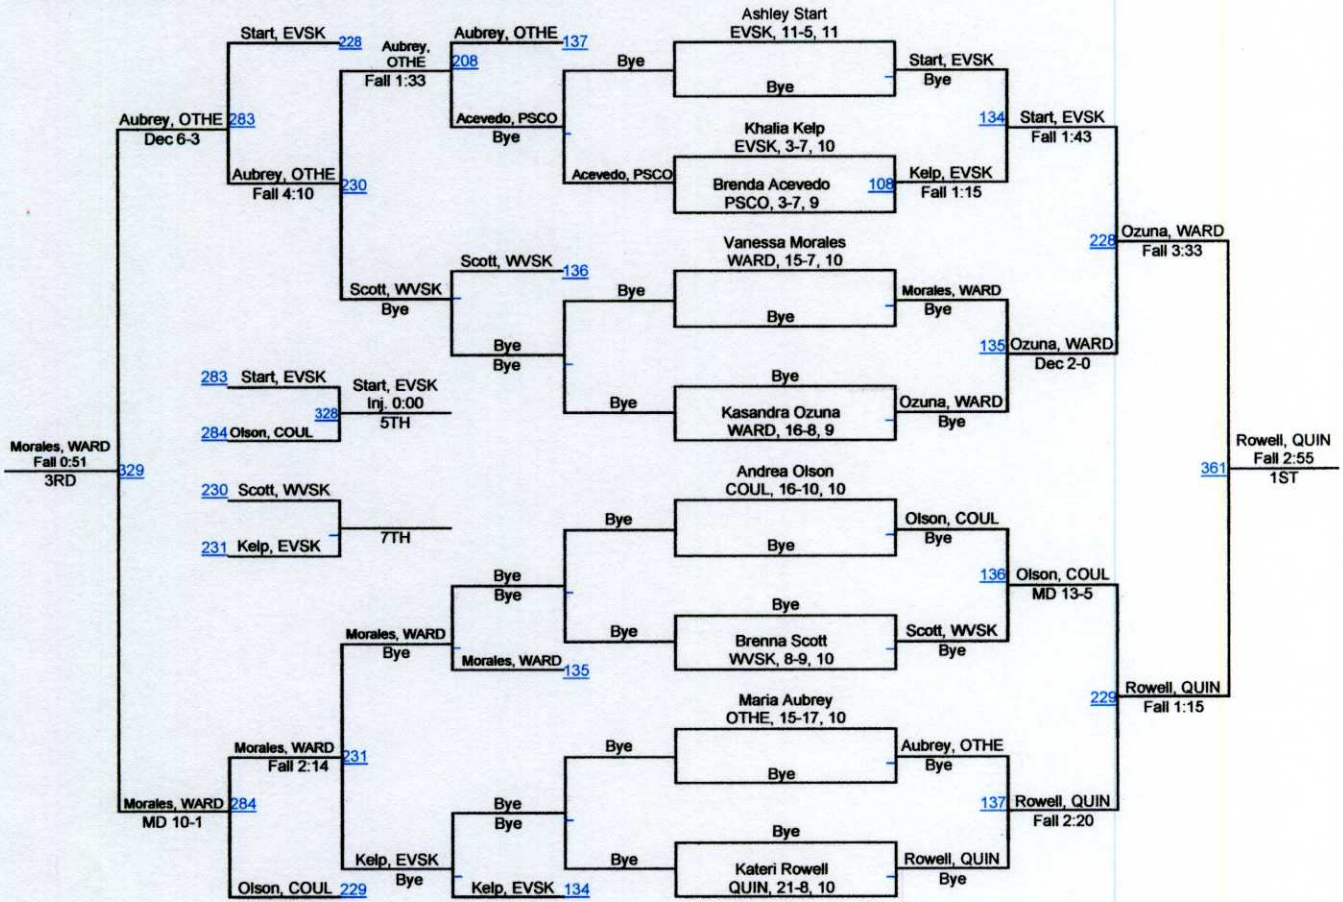 Ashley Start
EVSK, 11-5, 11
Bye
Khalia Kelp
EVSK, 3-7, 10
Brenda Acevedo
PSCO, 3-7, 9
108
Vanessa Morales
WARD, 15-7, 10
Bye
Bye
Kasandra Ozuna
WARD, 16-8, 9
Andrea Olson
COUL, 16-10, 10
Bye
Bye
Brenna Scott
WVSK, 8-9, 10
Maria Aubrey
OTHE, 15-17, 10
Bye
Bye
Kateri Rowell
QUIN, 21-8, 10
Start, EVSK
Bye
134
Kelp, EVSK
Fall 1:15
Morales, WARD
Bye
135
Ozuna, WARD
Bye
Olson, COUL
Bye
136
Scott, WVSK
Bye
Aubrey, OTHE
Bye
137
Rowell, QUIN
Bye
Start, EVSK
Fall 1:43
228
Ozuna, WARD
Dec 2-0
Olson, COUL
MD 13-5
229
Rowell, QUIN
Fall 2:20
Ozuna, WARD
Fall 3:33
361
Rowell, QUIN
Fall 1:15
Rowell, QUIN
Fall 2:55
1ST
Bye
Acevedo, PSCO
Bye
Bye
Bye
Bye
Bye
Bye
Aubrey, OTHE
137
208
Acevedo, PSCO
Bye
Scott, WVSK
136
Bye
Bye
Bye
Bye
Morales, WARD
135
Bye
Bye
Kelp, EVSK
134
Aubrey,
OTHE
Fall 1:33
230
Scott, WVSK
Bye
Morales, WARD
Bye
231
Kelp, EVSK
Bye
Start, EVSK
228
283
Aubrey, OTHE
Fall 4:10
283
Start, EVSK
328
284
Olson, COUL
Start, EVSK
Inj. 0:00
5TH
230
Scott, WVSK
231
Kelp, EVSK
7TH
Morales, WARD
Fall 2:14
284
Olson, COUL
229
Aubrey, OTHE
Dec 6-3
329
Morales, WARD
MD 10-1
Morales, WARD
Fall 0:51
3RD